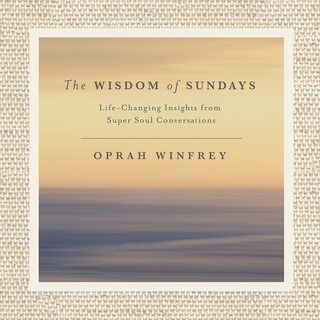 The WISDOM of SUNDAYS
Life-Changing Insights from
Super Soul Conversations
OPRAH WINFREY